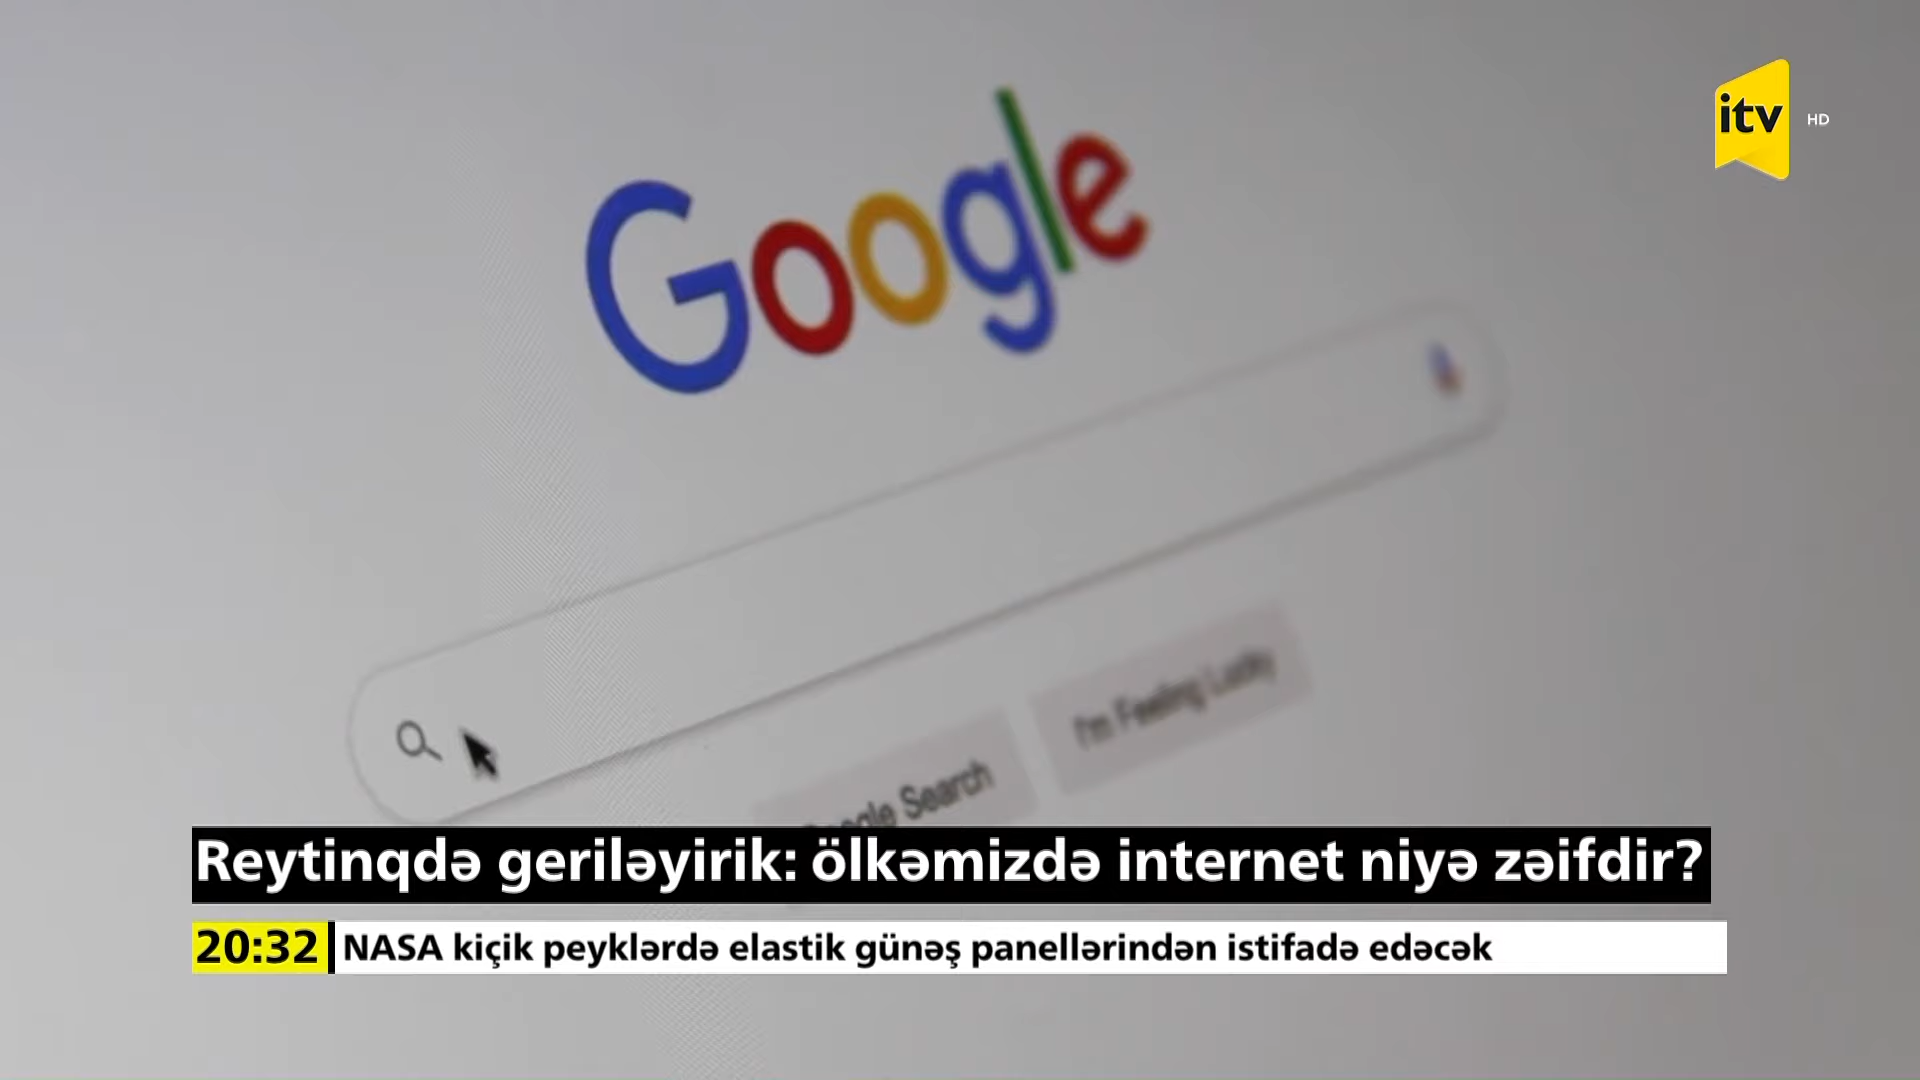 Google
itv
HD
I'm Feeling Lucky
Search
Reytinqdə geriləyirik: ölkəmizdə internet niyə zəifdir?
20:32
NASA kiçik peyklərdə elastik günəş panellərindən istifadə edəcək